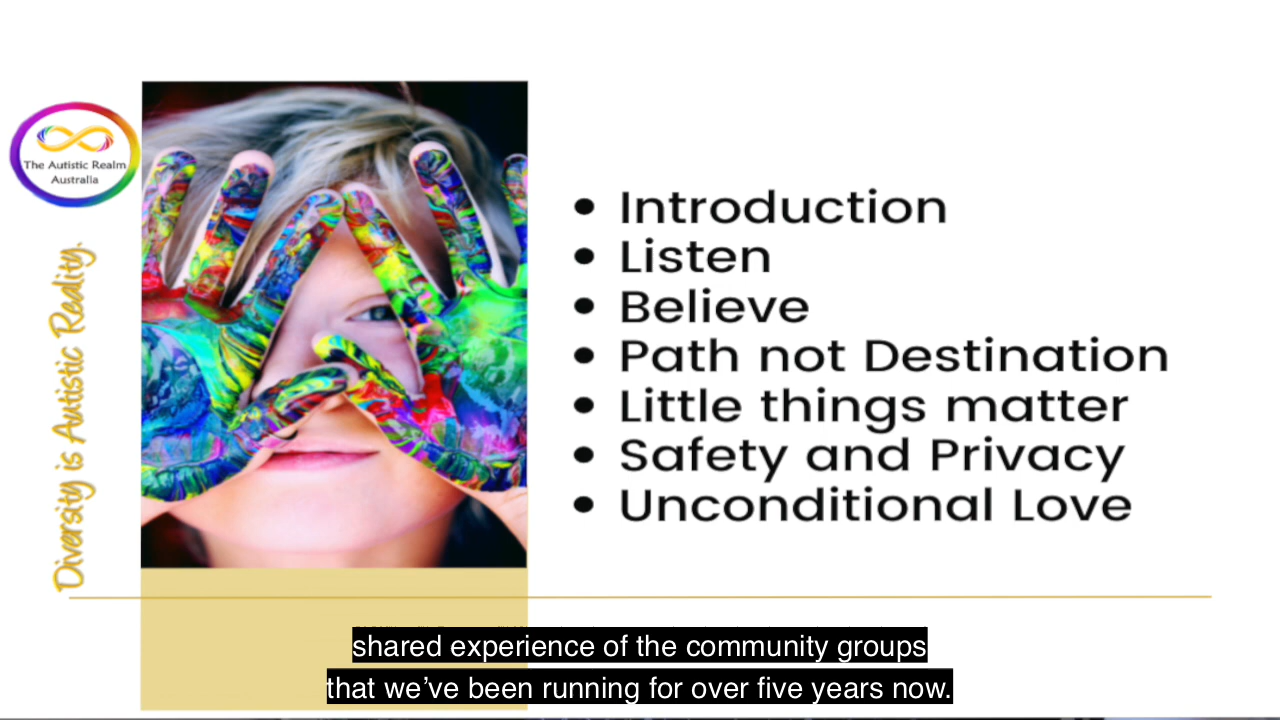 The Autistic Realm
Australia
Diversity is Autistic Reality.
• Introduction
• Listen
• Believe
• Path not Destination
• Little things matter
• Safety and Privacy
• Unconditional Love
shared experience of the community groups
that we’ve been running for over five years now.